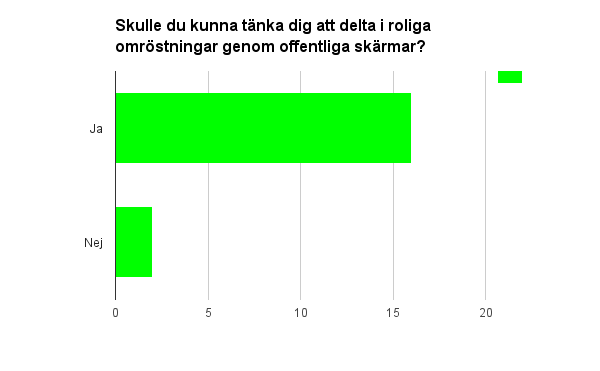 Skulle du kunna tänka dig att delta i roliga
omröstningar genom offentliga skärmar?
Ja
Nej
0 5 10 15 20